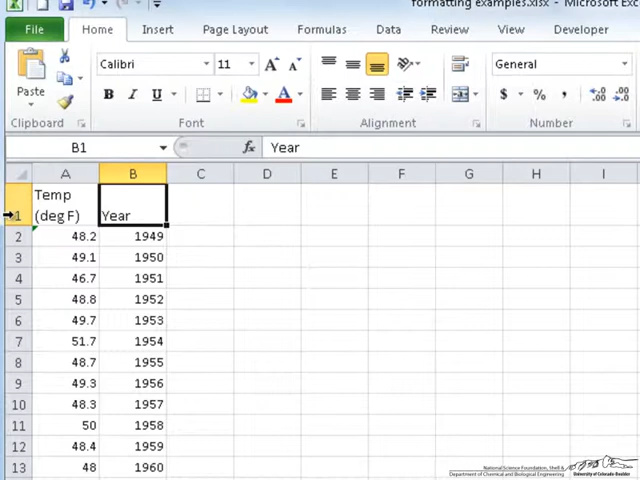 formatting examples.xlsx - Microsoft Exc
File Home Insert Page Layout Formulas Data Review View Developer
Calibri 11 A A General
Paste B I U A $ % , .00
Clipboard Font Alignment Number
B1 fx Year
A B C D E F G H I
Temp
1 (deg F) Year
2 48.2 1949
3 49.1 1950
4 46.7 1951
5 48.8 1952
6 49.7 1953
7 51.7 1954
8 48.7 1955
9 49.3 1956
10 48.3 1957
11 50 1958
12 48.4 1959
13 48 1960
National Science Foundation, Shell &
Department of Chemical and Biological Engineering
University of Colorado Boulder